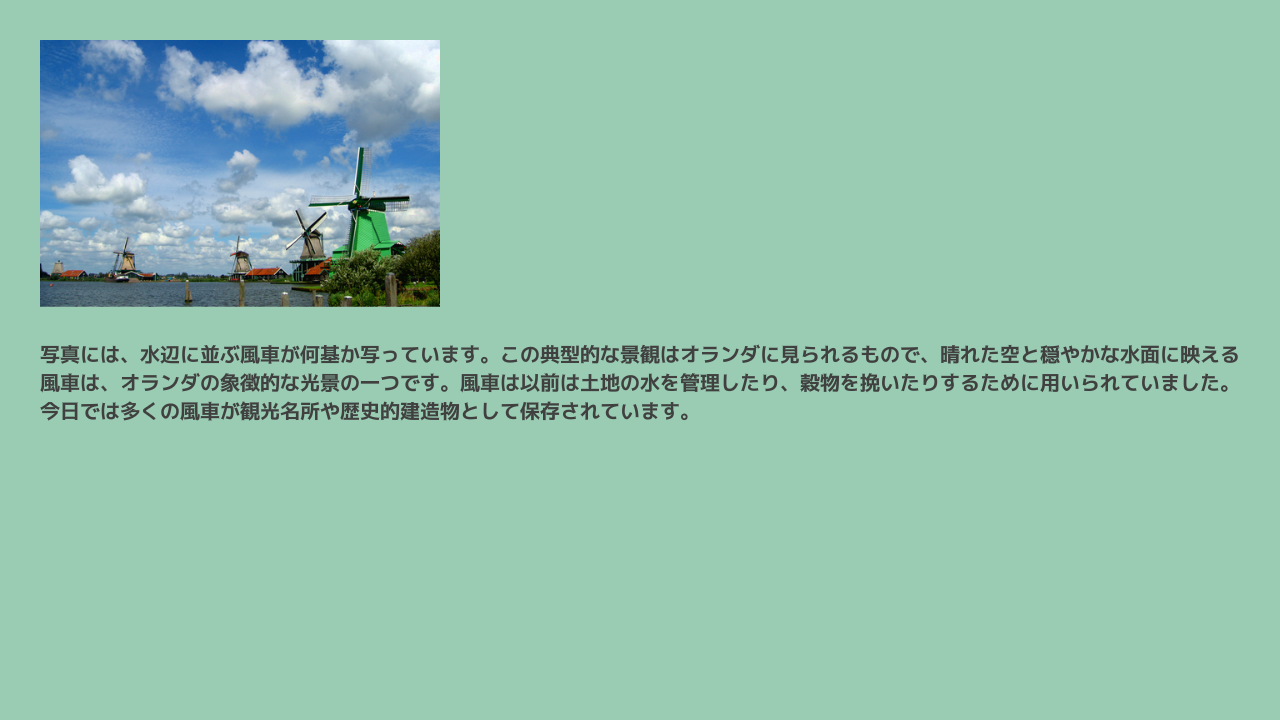 写真には、水辺に並ぶ風車が何基か写っています。この典型的な景観はオランダに見られるもので、晴れた空と穏やかな水面に映える
風車は、オランダの象徴的な光景の一つです。風車は以前は土地の水を管理したり、穀物を挽いたりするために用いられていました。
今日では多くの風車が観光名所や歴史的建造物として保存されています。